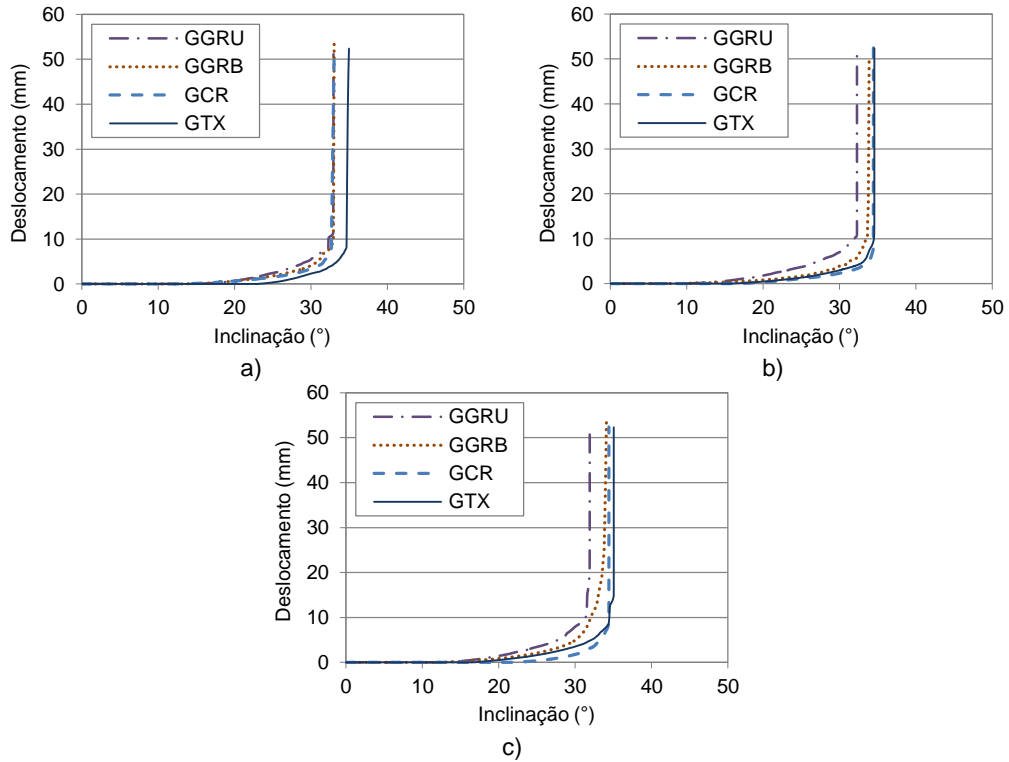 60
50
40
30
20
10
0
Deslocamento (mm)
GGRU
GGRB
GCR
GTX
0 10 20 30 40 50
Inclinação (°)
a)
60
50
40
30
20
10
0
Deslocamento (mm)
GGRU
GGRB
GCR
GTX
0 10 20 30 40 50
Inclinação (°)
b)
60
50
40
30
20
10
0
Deslocamento (mm)
GGRU
GGRB
GCR
GTX
0 10 20 30 40 50
Inclinação (°)
c)